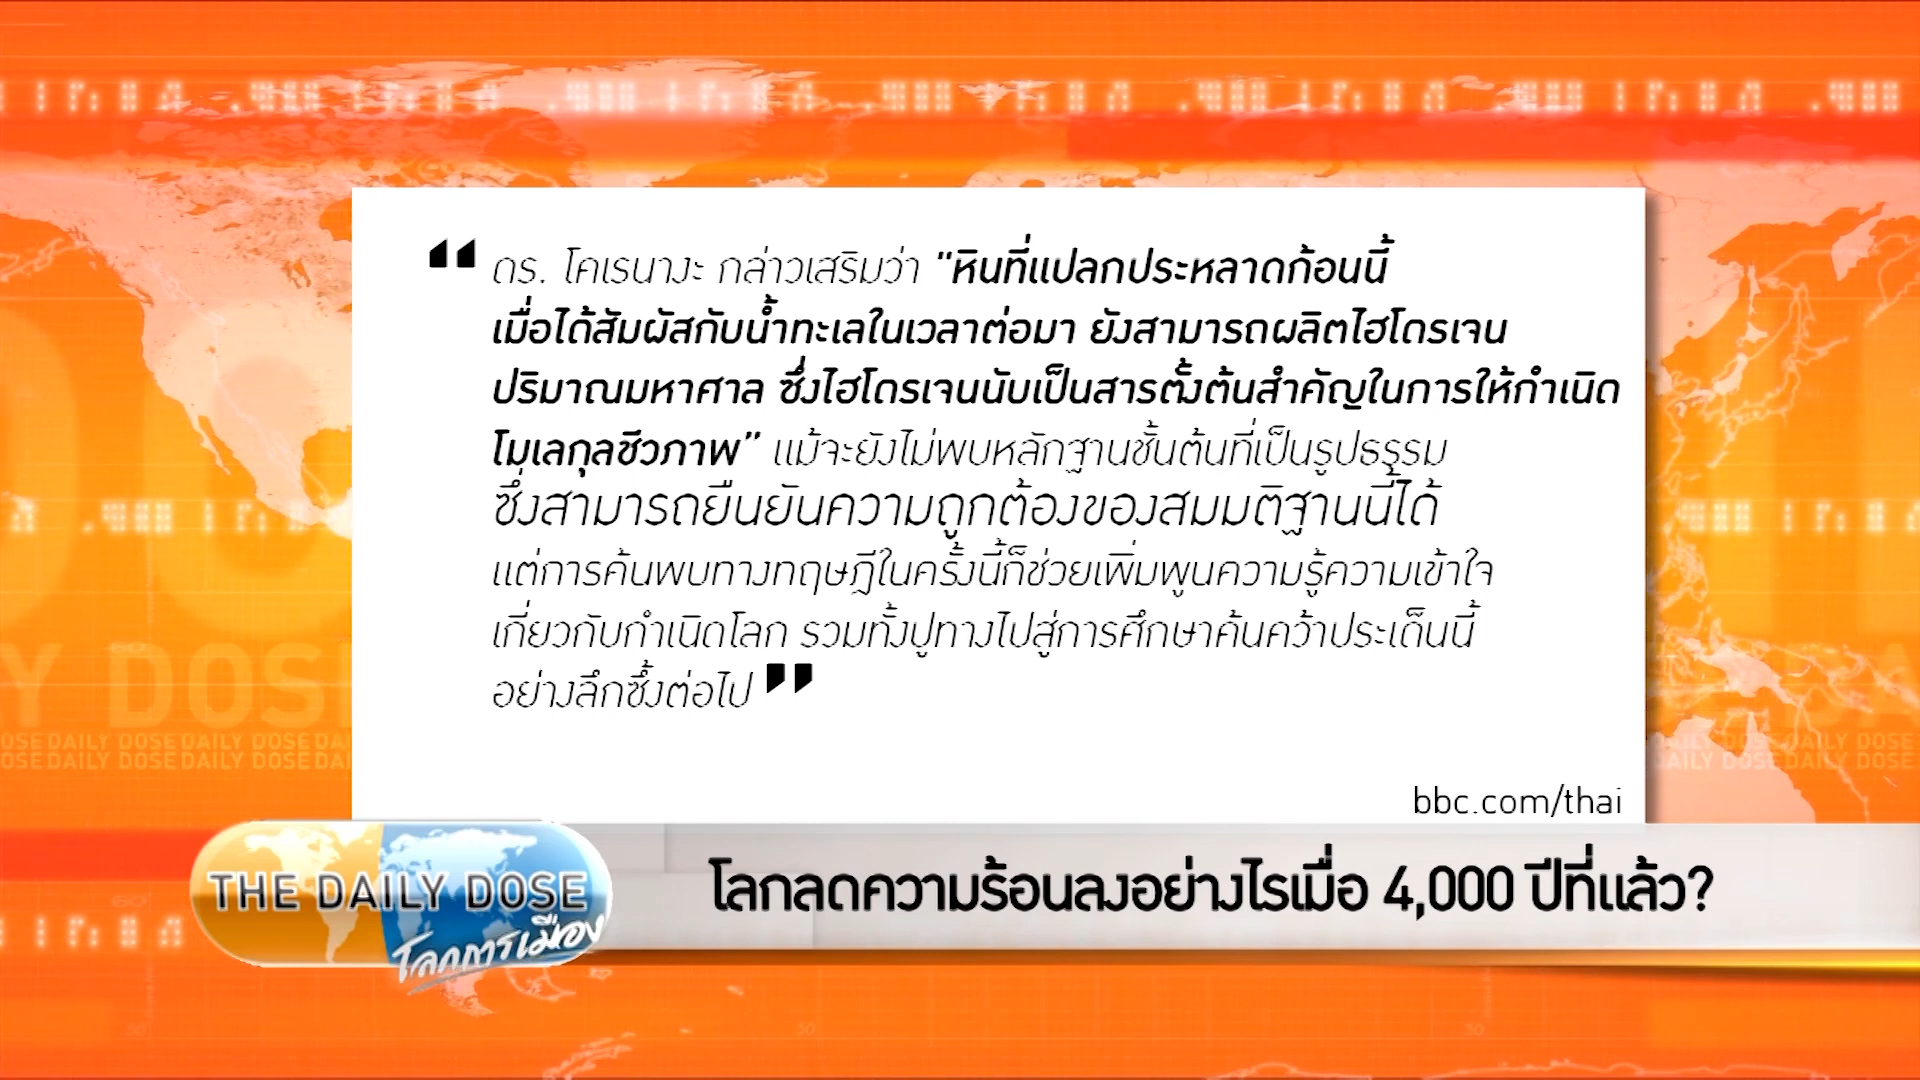 “ ดร. โคเรนางะ กล่าวเสริมว่า "หินที่แปลกประหลาดก้อนนี้
เมื่อได้สัมผัสกับน้ำทะเลในเวลาต่อมา ยังสามารถผลิตไฮโดรเจน
ปริมาณมหาศาล ซึ่งไฮโดรเจนนับเป็นสารตั้งต้นสำคัญในการให้กำเนิด
โมเลกุลชีวภาพ" แม้จะยังไม่พบหลักฐานชั้นต้นที่เป็นรูปธรรม
ซึ่งสามารถยืนยันความถูกต้องของสมมติฐานนี้ได้
แต่การค้นพบทางทฤษฎีในครั้งนี้ก็ช่วยเพิ่มพูนความรู้ความเข้าใจ
เกี่ยวกับกำเนิดโลก รวมทั้งปูทางไปสู่การศึกษาค้นคว้าประเด็นนี้
อย่างลึกซึ้งต่อไป ”
bbc.com/thai
THE DAILY DOSE
โลกการเมือง
โลกลดความร้อนลงอย่างไรเมื่อ 4,000 ปีที่แล้ว?
Y DOSE
OSE DAILY DOSE DAILY DOSE DA
OSE DAILY DOSE DAILY DOSE DA
DAILY DOSE
DAILY DOSE